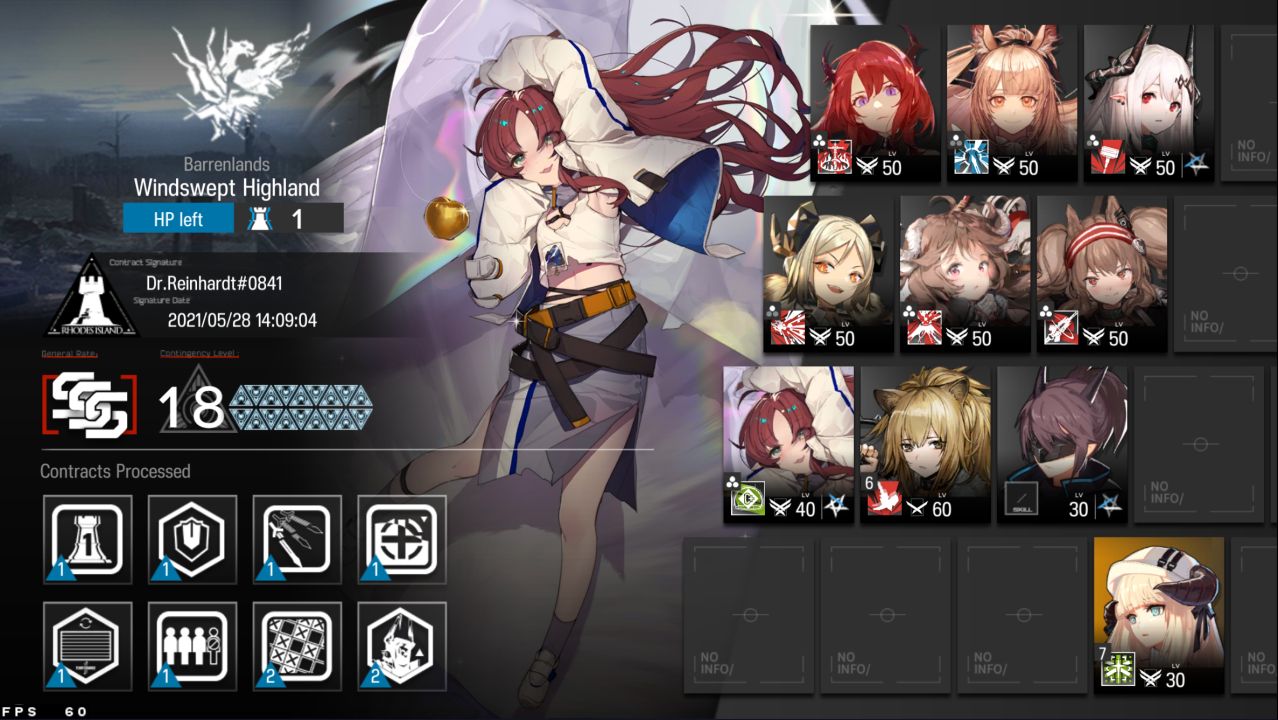 Barrenlands
Windswept Highland
HP left 1
Contract Signature
Dr.Reinhardt#0841
Signature Date
2021/05/28 14:09:04
RHODES ISLAND
General Rate:
Contingency Level:
SSS
18
Contracts Processed
1
1 1 1 1
1 1 2 2
LV
50
LV
50
LV
50
NO
INFO/
LV
50
LV
50
LV
50
NO
INFO/
LV
40
6
LV
60
SKILL
LV
30
NO
INFO/
NO
INFO/
NO
INFO/
NO
INFO/
7
LV
30
NO
INFO
FPS 60